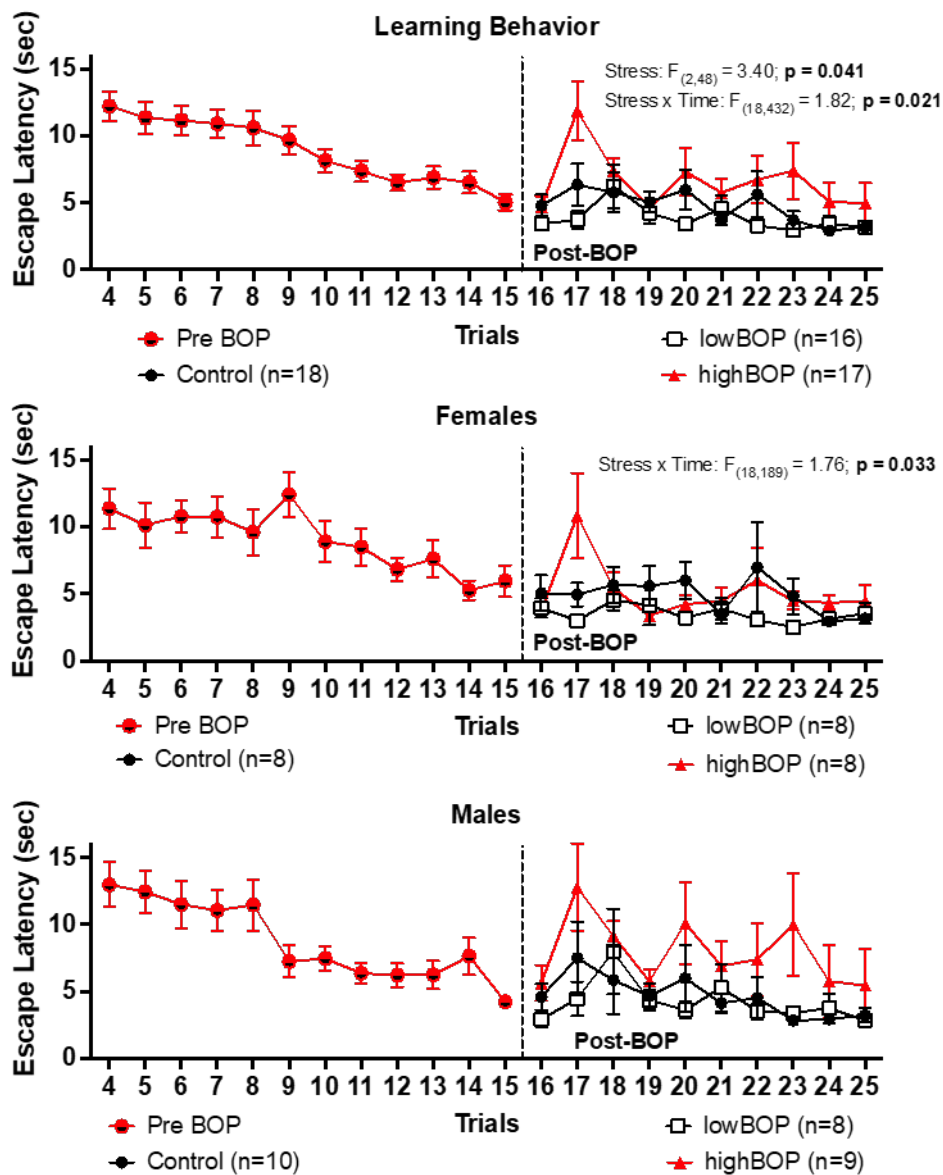 Learning Behavior
Escape Latency (sec)
15
10
5
0
Stress: F(2,48) = 3.40; p = 0.041
Stress x Time: F(18,432) = 1.82; p = 0.021
Post-BOP
4 5 6 7 8 9 10 11 12 13 14 15 16 17 18 19 20 21 22 23 24 25
Trials
Pre BOP
Control (n=18)
lowBOP (n=16)
highBOP (n=17)
Females
Escape Latency (sec)
15
10
5
0
Stress x Time: F(18,189) = 1.76; p = 0.033
Post-BOP
4 5 6 7 8 9 10 11 12 13 14 15 16 17 18 19 20 21 22 23 24 25
Trials
Pre BOP
Control (n=8)
lowBOP (n=8)
highBOP (n=8)
Males
Escape Latency (sec)
15
10
5
0
Post-BOP
4 5 6 7 8 9 10 11 12 13 14 15 16 17 18 19 20 21 22 23 24 25
Trials
Pre BOP
Control (n=10)
lowBOP (n=8)
highBOP (n=9)